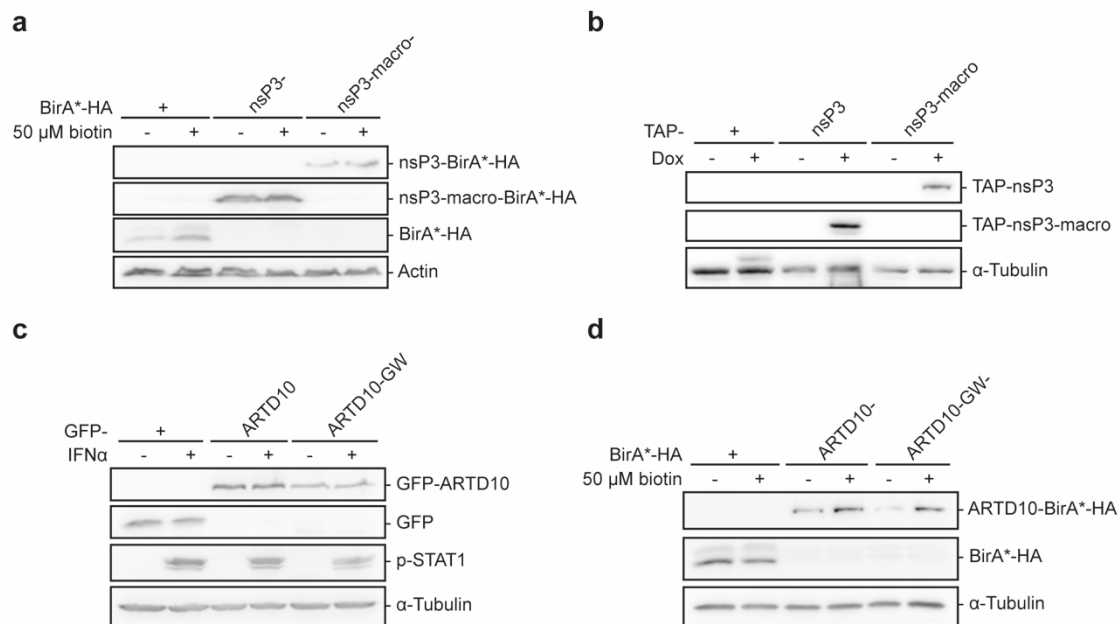 a
nsP3-
nsP3-macro-
BirA*-HA +
50 µM biotin - + - + - +
nsP3-BirA*-HA
nsP3-macro-BirA*-HA
BirA*-HA
Actin
b
nsP3
nsP3-macro
TAP- +
Dox - + - + - +
TAP-nsP3
TAP-nsP3-macro
α-Tubulin
c
ARTD10
ARTD10-GW
GFP- +
IFNα - + - + - +
GFP-ARTD10
GFP
p-STAT1
α-Tubulin
d
ARTD10-
ARTD10-GW-
BirA*-HA +
50 µM biotin - + - + - +
ARTD10-BirA*-HA
BirA*-HA
α-Tubulin